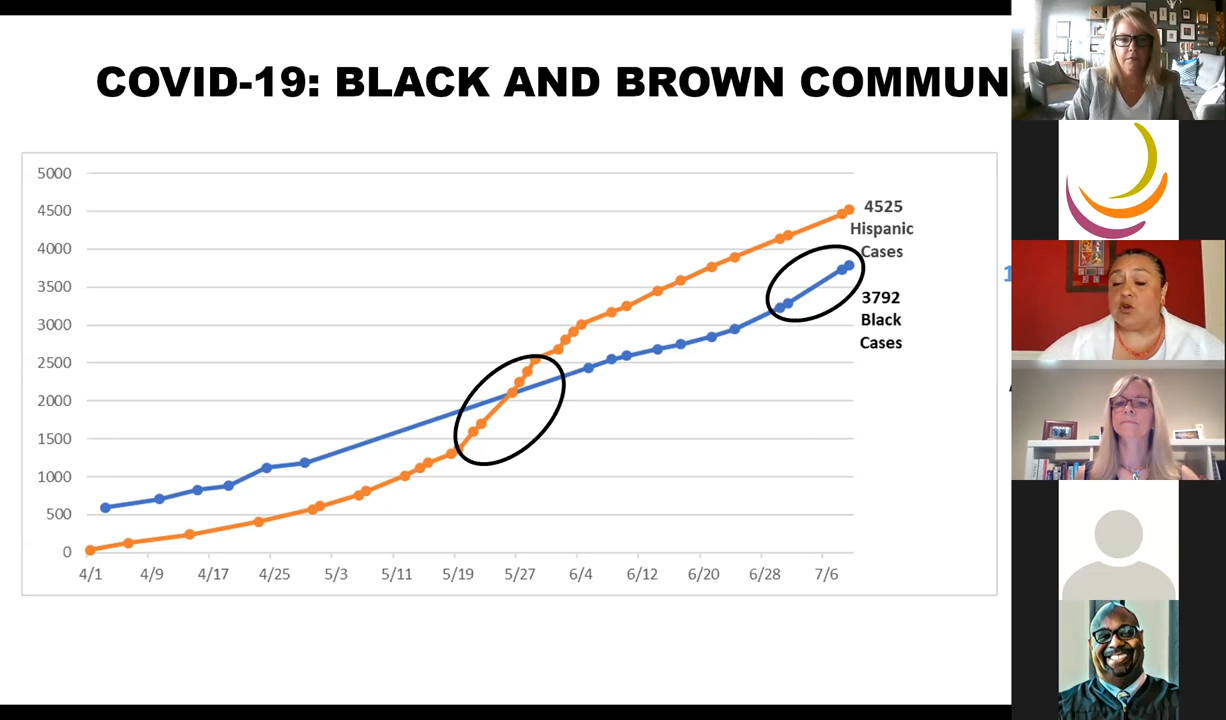 COVID-19: BLACK AND BROWN COMMUN
5000
4500
4000
3500
3000
2500
2000
1500
1000
500
0
4/1 4/9 4/17 4/25 5/3 5/11 5/19 5/27 6/4 6/12 6/20 6/28 7/6
4525
Hispanic
Cases
3792
Black
Cases